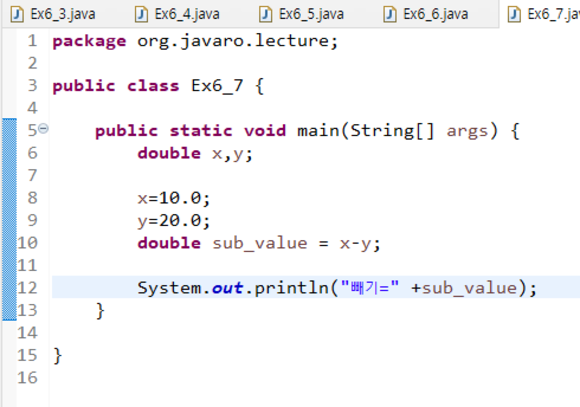 Ex6_3.java Ex6_4.java Ex6_5.java Ex6_6.java Ex6_7.ja
1 package org.javaro.lecture;
2
3 public class Ex6_7 {
4
5 public static void main(String[] args) {
6 double x,y;
7
8 x=10.0;
9 y=20.0;
10 double sub_value = x-y;
11
12 System.out.println("빼기=" +sub_value);
13 }
14
15 }
16